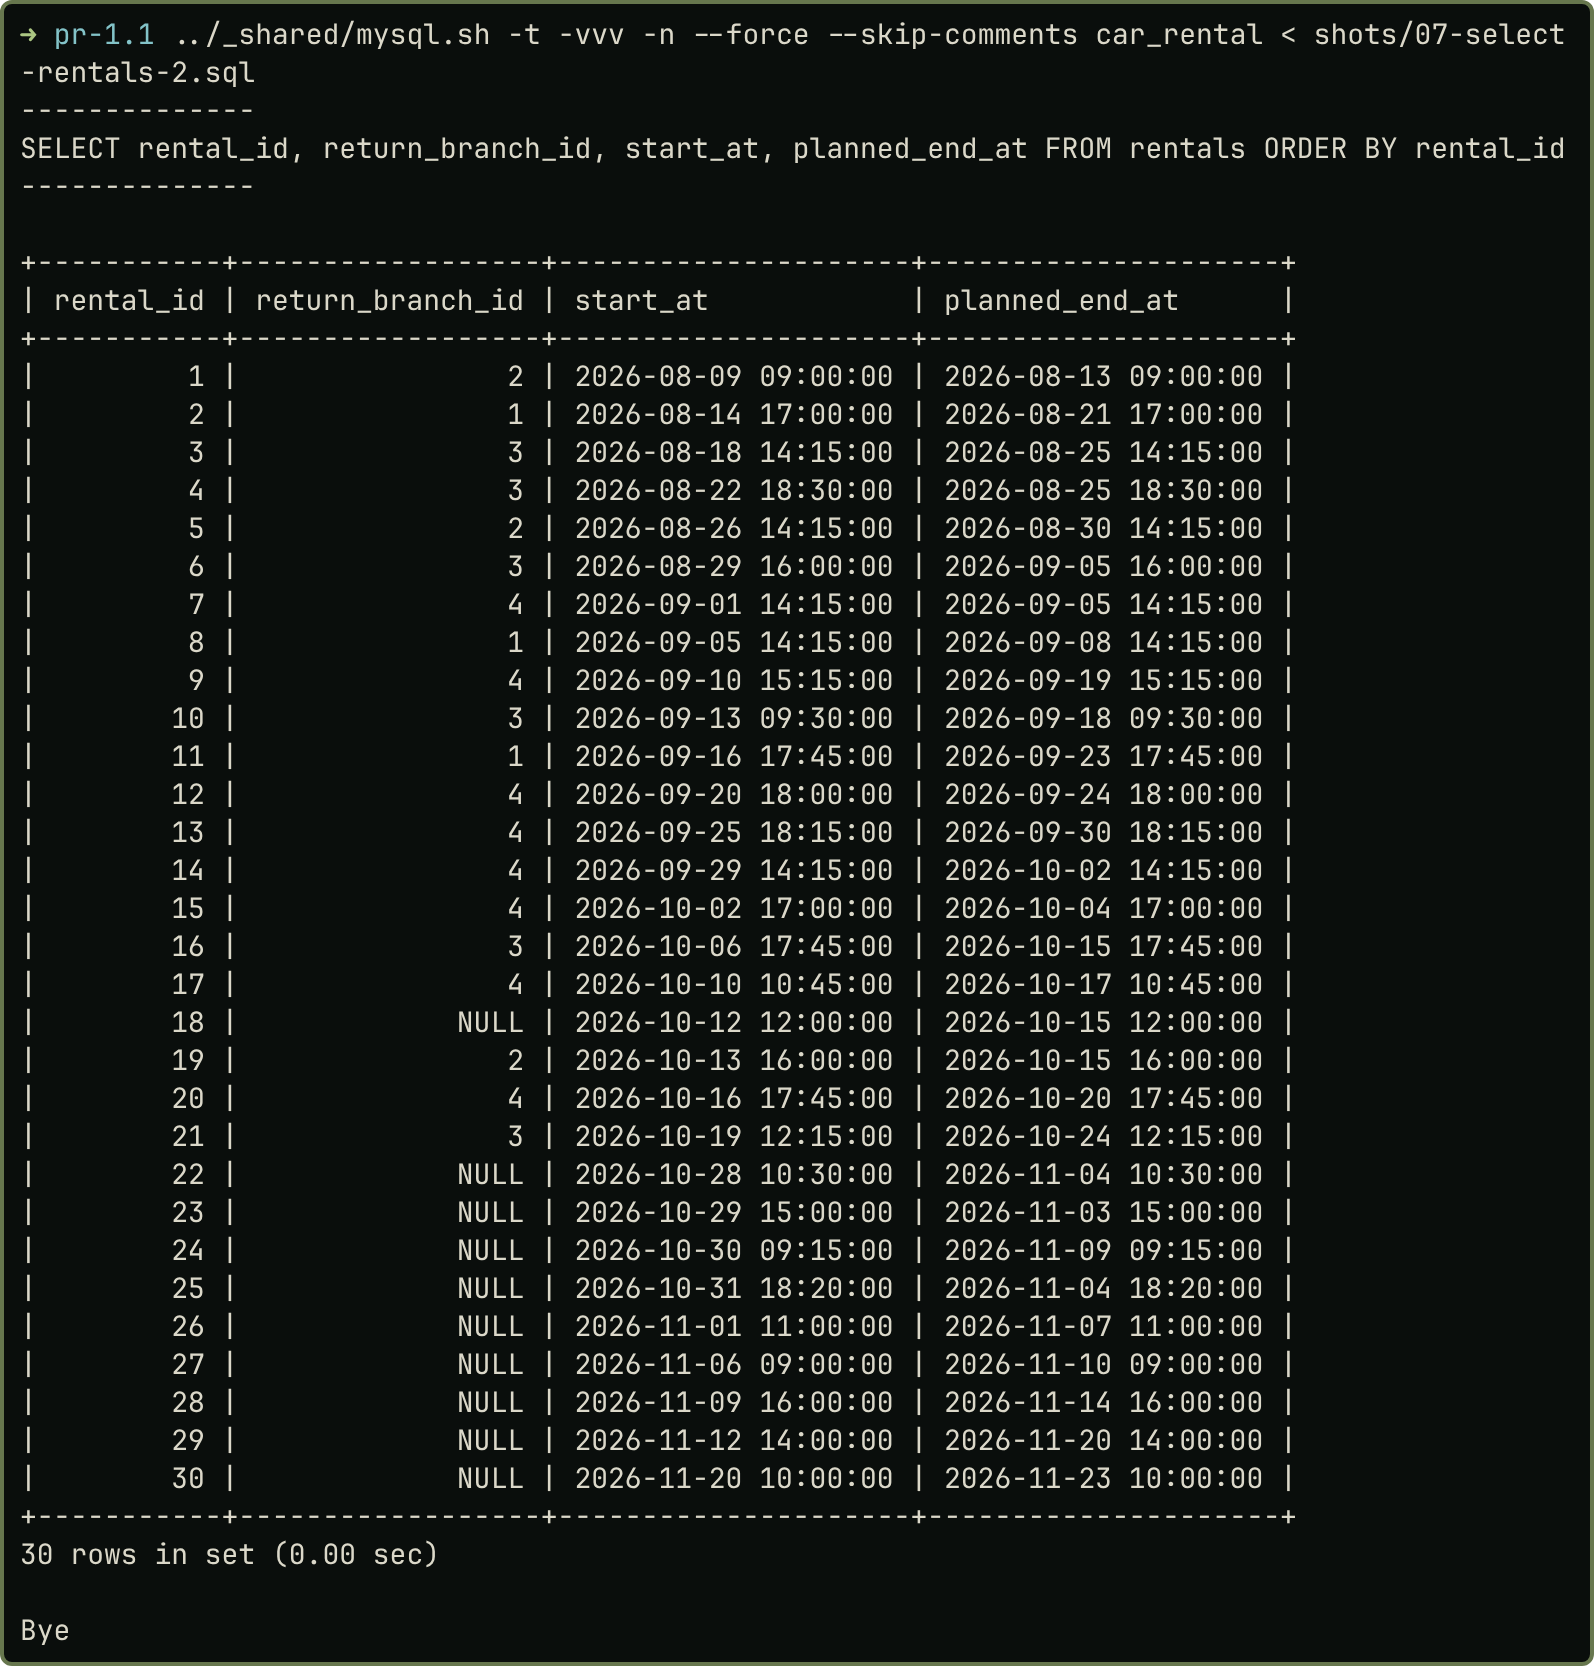 ➜ pr-1.1 ../_shared/mysql.sh -t -vvv -n --force --skip-comments car_rental < shots/07-select
-rentals-2.sql
--------------
SELECT rental_id, return_branch_id, start_at, planned_end_at FROM rentals ORDER BY rental_id
--------------

+-----------+------------------+---------------------+---------------------+
| rental_id | return_branch_id | start_at            | planned_end_at      |
+-----------+------------------+---------------------+---------------------+
|         1 |                2 | 2026-08-09 09:00:00 | 2026-08-13 09:00:00 |
|         2 |                1 | 2026-08-14 17:00:00 | 2026-08-21 17:00:00 |
|         3 |                3 | 2026-08-18 14:15:00 | 2026-08-25 14:15:00 |
|         4 |                3 | 2026-08-22 18:30:00 | 2026-08-25 18:30:00 |
|         5 |                2 | 2026-08-26 14:15:00 | 2026-08-30 14:15:00 |
|         6 |                3 | 2026-08-29 16:00:00 | 2026-09-05 16:00:00 |
|         7 |                4 | 2026-09-01 14:15:00 | 2026-09-05 14:15:00 |
|         8 |                1 | 2026-09-05 14:15:00 | 2026-09-08 14:15:00 |
|         9 |                4 | 2026-09-10 15:15:00 | 2026-09-19 15:15:00 |
|        10 |                3 | 2026-09-13 09:30:00 | 2026-09-18 09:30:00 |
|        11 |                1 | 2026-09-16 17:45:00 | 2026-09-23 17:45:00 |
|        12 |                4 | 2026-09-20 18:00:00 | 2026-09-24 18:00:00 |
|        13 |                4 | 2026-09-25 18:15:00 | 2026-09-30 18:15:00 |
|        14 |                4 | 2026-09-29 14:15:00 | 2026-10-02 14:15:00 |
|        15 |                4 | 2026-10-02 17:00:00 | 2026-10-04 17:00:00 |
|        16 |                3 | 2026-10-06 17:45:00 | 2026-10-15 17:45:00 |
|        17 |                4 | 2026-10-10 10:45:00 | 2026-10-17 10:45:00 |
|        18 |             NULL | 2026-10-12 12:00:00 | 2026-10-15 12:00:00 |
|        19 |                2 | 2026-10-13 16:00:00 | 2026-10-15 16:00:00 |
|        20 |                4 | 2026-10-16 17:45:00 | 2026-10-20 17:45:00 |
|        21 |                3 | 2026-10-19 12:15:00 | 2026-10-24 12:15:00 |
|        22 |             NULL | 2026-10-28 10:30:00 | 2026-11-04 10:30:00 |
|        23 |             NULL | 2026-10-29 15:00:00 | 2026-11-03 15:00:00 |
|        24 |             NULL | 2026-10-30 09:15:00 | 2026-11-09 09:15:00 |
|        25 |             NULL | 2026-10-31 18:20:00 | 2026-11-04 18:20:00 |
|        26 |             NULL | 2026-11-01 11:00:00 | 2026-11-07 11:00:00 |
|        27 |             NULL | 2026-11-06 09:00:00 | 2026-11-10 09:00:00 |
|        28 |             NULL | 2026-11-09 16:00:00 | 2026-11-14 16:00:00 |
|        29 |             NULL | 2026-11-12 14:00:00 | 2026-11-20 14:00:00 |
|        30 |             NULL | 2026-11-20 10:00:00 | 2026-11-23 10:00:00 |
+-----------+------------------+---------------------+---------------------+
30 rows in set (0.00 sec)

Bye